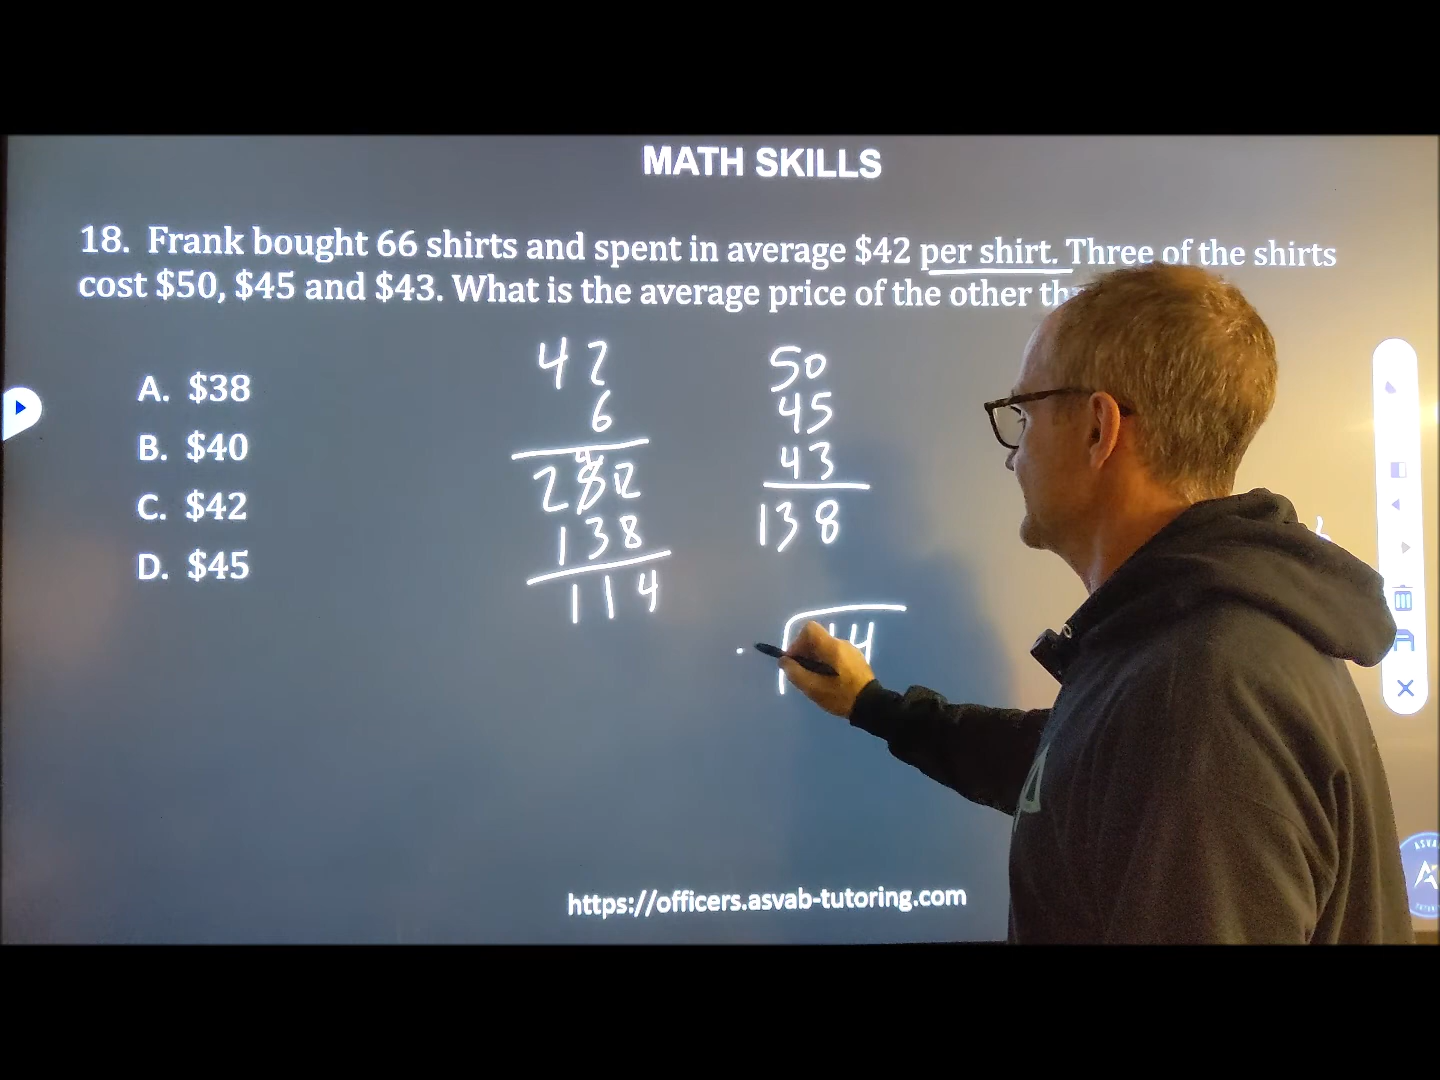 MATH SKILLS
18. Frank bought 66 shirts and spent in average $42 per shirt. Three of the shirts
cost $50, $45 and $43. What is the average price of the other
A. $38
B. $40
C. $42
D. $45
42
6
282
4 12
138
114
50
45
43
138
https://officers.asvab-tutoring.com